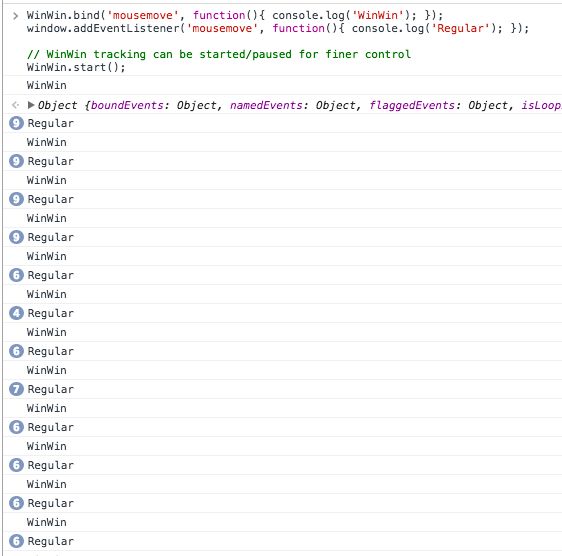 > WinWin.bind('mousemove', function(){ console.log('WinWin'); });
window.addEventListener('mousemove', function(){ console.log('Regular'); });
// WinWin tracking can be started/paused for finer control
WinWin.start();
WinWin
Object {boundEvents: Object, namedEvents: Object, flaggedEvents: Object, isLoop
9 Regular
WinWin
9 Regular
WinWin
9 Regular
WinWin
9 Regular
WinWin
6 Regular
WinWin
4 Regular
WinWin
6 Regular
WinWin
7 Regular
WinWin
6 Regular
WinWin
6 Regular
WinWin
6 Regular
WinWin
6 Regular